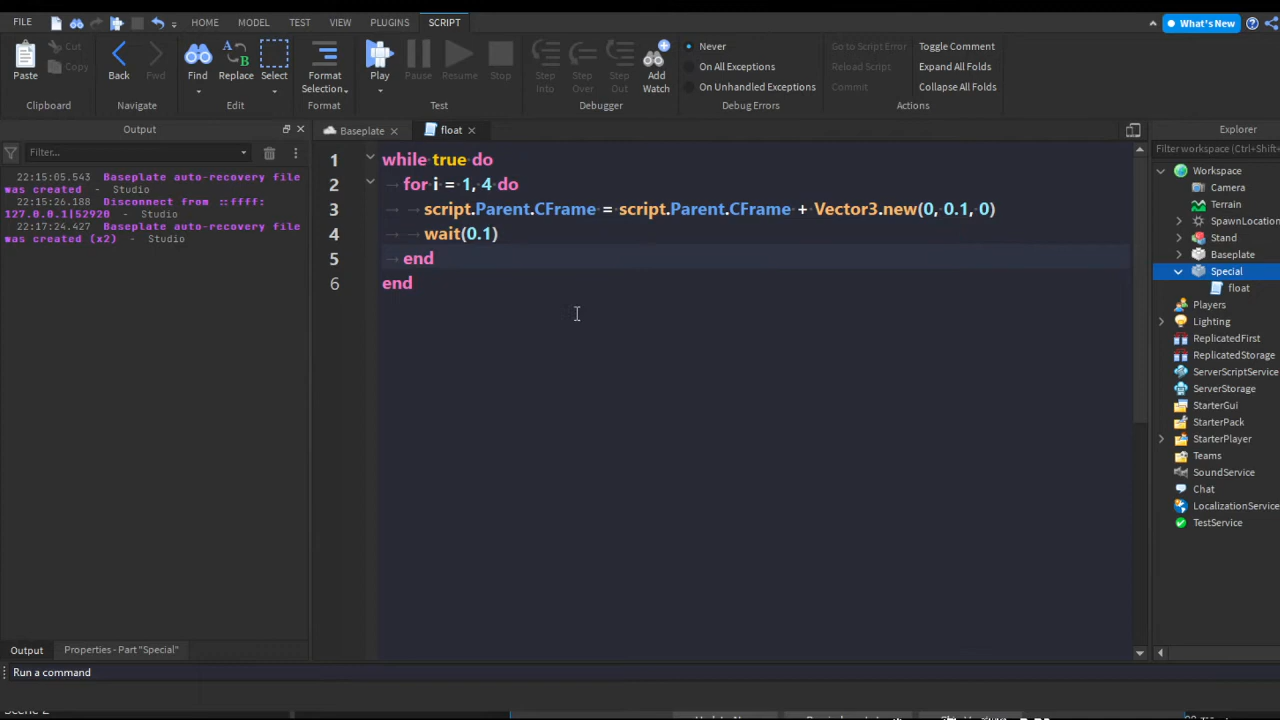 FILE HOME MODEL TEST VIEW PLUGINS SCRIPT What's New
Paste Cut Copy Back Fwd Find Replace Select Format Selection Play Pause Resume Stop Step Into Step Over Step Out Add Watch
Never
On All Exceptions
On Unhandled Exceptions
Go to Script Error
Reload Script
Commit
Toggle Comment
Expand All Folds
Collapse All Folds
Clipboard Navigate Edit Format Test Debugger Debug Errors Actions
Output
Filter...
22:15:05.543 Baseplate auto-recovery file
was created - Studio
22:15:26.188 Disconnect from ::ffff:
127.0.0.1|52920 - Studio
22:17:24.427 Baseplate auto-recovery file
was created (x2) - Studio
Baseplate float
1 while true do
2 for i = 1, 4 do
3 script.Parent.CFrame = script.Parent.CFrame + Vector3.new(0, 0.1, 0)
4 wait(0.1)
5 end
6 end
Explorer
Filter workspace (Ctrl+Shift+
Workspace
Camera
Terrain
SpawnLocation
Stand
Baseplate
Special
float
Players
Lighting
ReplicatedFirst
ReplicatedStorage
ServerScriptService
ServerStorage
StarterGui
StarterPack
StarterPlayer
Teams
SoundService
Chat
LocalizationService
TestService
Output Properties - Part "Special"
Run a command